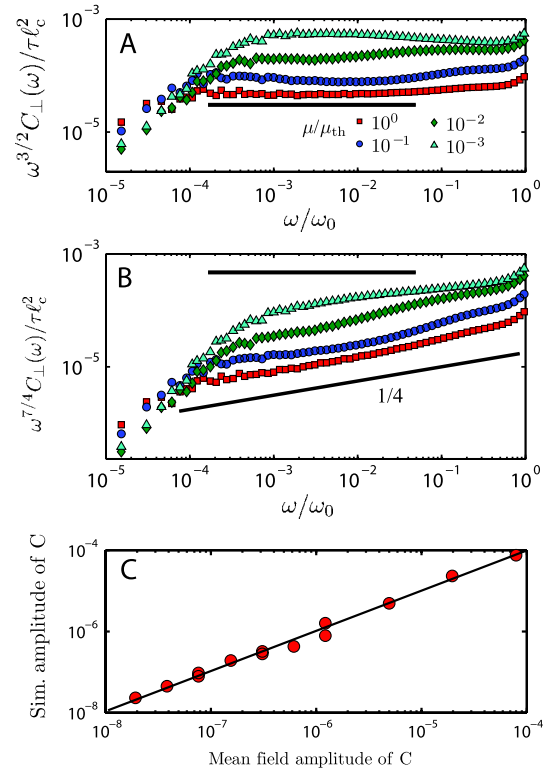 A
ω^{3/2}C_⊥(ω)/τℓ_c^2
10^{-3}
10^{-5}
μ/μ_th
10^0
10^{-2}
10^{-1}
10^{-3}
10^{-5} 10^{-4} 10^{-3} 10^{-2} 10^{-1} 10^0
ω/ω_0
B
ω^{7/4}C_⊥(ω)/τℓ_c^2
10^{-3}
10^{-5}
1/4
10^{-5} 10^{-4} 10^{-3} 10^{-2} 10^{-1} 10^0
ω/ω_0
C
Sim. amplitude of C
10^{-4}
10^{-6}
10^{-8}
10^{-8} 10^{-7} 10^{-6} 10^{-5} 10^{-4}
Mean field amplitude of C